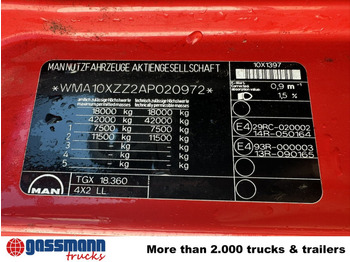 MAN NUTZFAHRZEUGE AKTIENGESELLSCHAFT
10X1397
*WMA10XZZ2AP020972*
0,9 m⁻¹
1,5 %
18000 kg 18000 kg
42000 kg 42000 kg
1 7500 kg 7500 kg
2 11500 kg 11500 kg
3 kg kg
4 kg kg
5
E4 29RC-020002
14R-050164
E4 93R-000003
13R-090165
MAN
TGX 18.360
4X2 LL
gassmann
trucks
More than 2.000 trucks & trailers